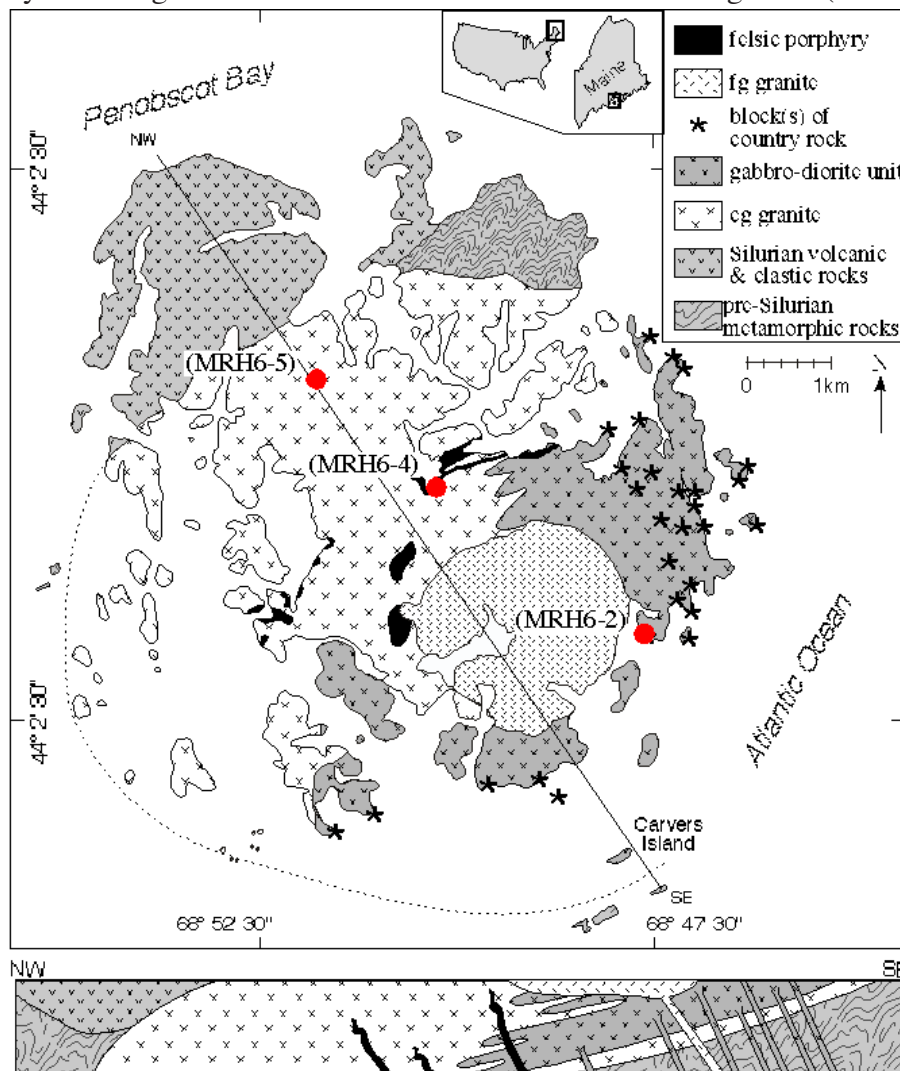 Penobscot Bay
NW
Maine
felsic porphyry
fg granite
block(s) of
country rock
gabbro-diorite unit
cg granite
Silurian volcanic
& clastic rocks
pre-Silurian
metamorphic rocks
0 1km
44° 2' 30"
(MRH6-5)
(MRH6-4)
(MRH6-2)
44° 2' 30"
Atlantic Ocean
Carvers
Island
SE
68° 52' 30"
68° 47' 30"
NW
SE